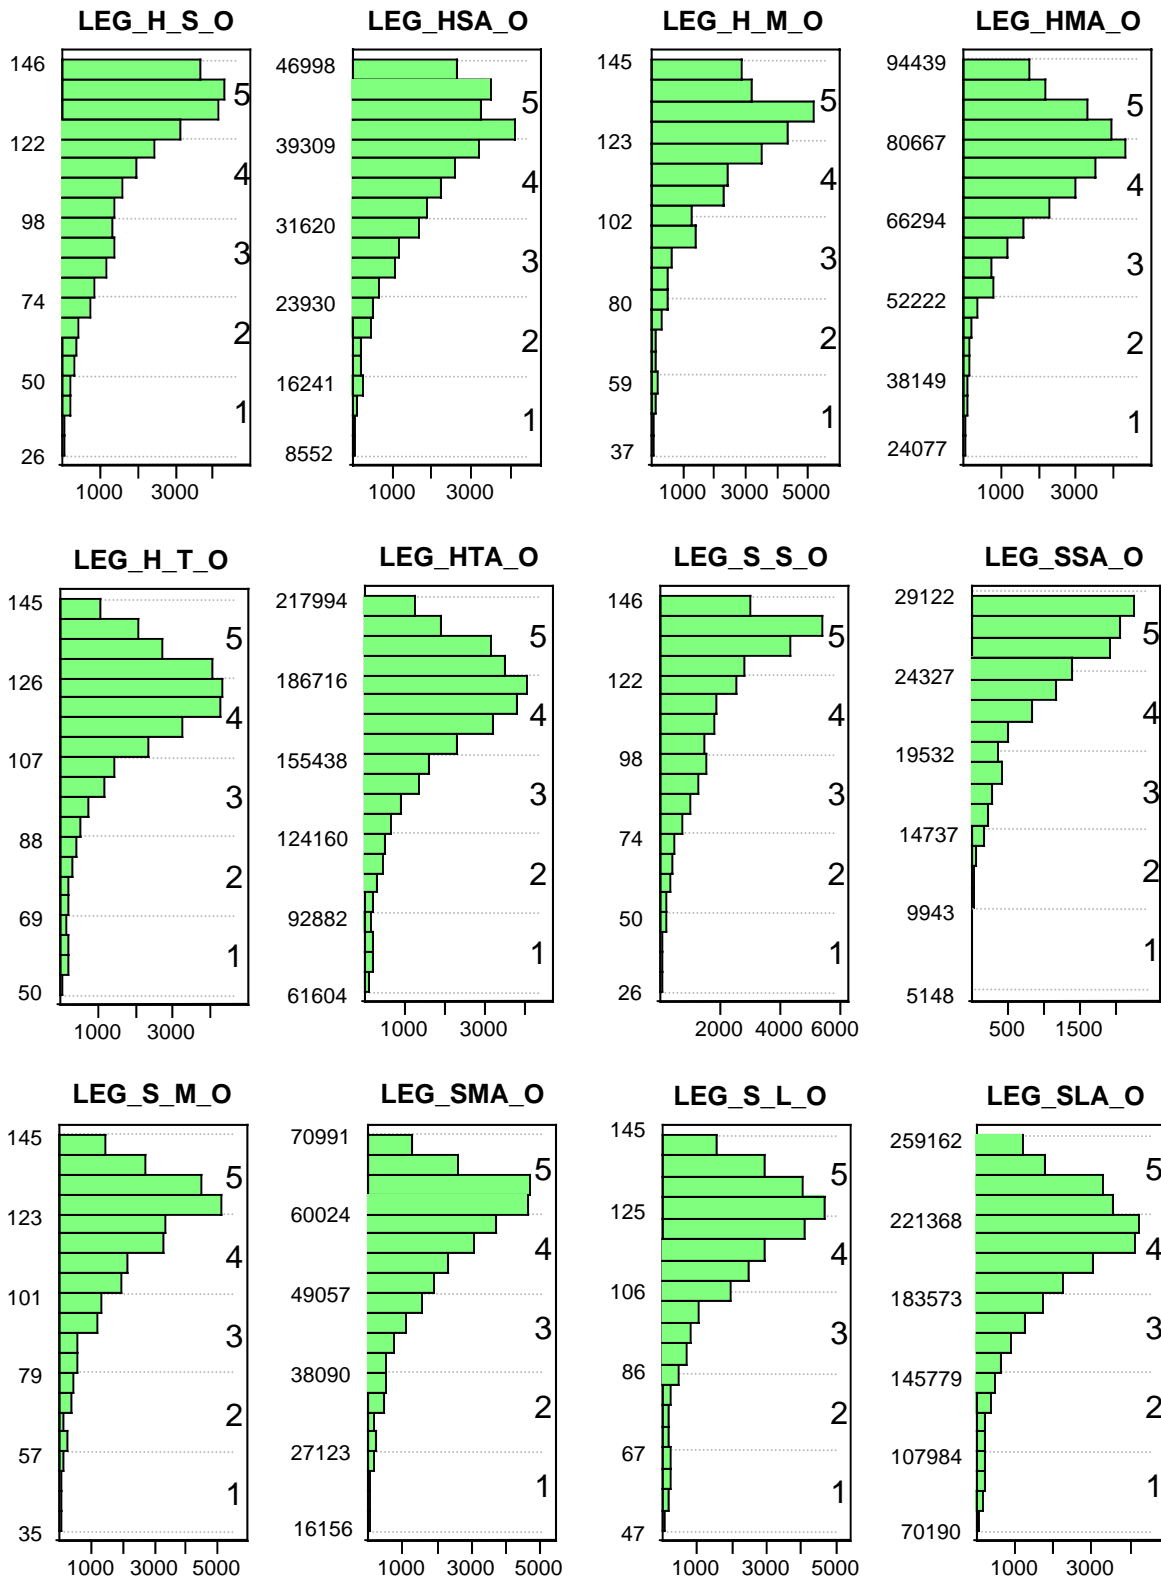 LEG_H_S_O LEG_HSA_O LEG_H_M_O LEG_HMA_O
146 46998 145 94439
5 5 5 5
122 39309 123 80667
4 4 4 4
98 31620 102 66294
3 3 3 3
74 23930 80 52222
2 2 2 2
50 16241 59 38149
1 1 1 1
26 8552 37 24077
1000 3000 1000 3000 1000 3000 5000 1000 3000
LEG_H_T_O LEG_HTA_O LEG_S_S_O LEG_SSA_O
145 217994 146 29122
5 5 5 5
126 186716 122 24327
4 4 4 4
107 155438 98 19532
3 3 3 3
88 124160 74 14737
2 2 2 2
69 92882 50 9943
1 1 1 1
50 61604 26 5148
1000 3000 1000 3000 2000 4000 6000 500 1500
LEG_S_M_O LEG_SMA_O LEG_S_L_O LEG_SLA_O
145 70991 145 259162
5 5 5 5
123 60024 125 221368
4 4 4 4
101 49057 106 183573
3 3 3 3
79 38090 86 145779
2 2 2 2
57 27123 67 107984
1 1 1 1
35 16156 47 70190
1000 3000 5000 1000 3000 5000 1000 3000 5000 1000 3000